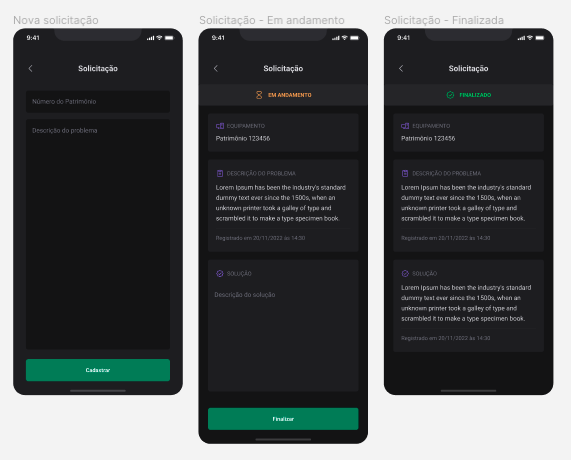 Nova solicitação
9:41
Solicitação
Número do Patrimônio
Descrição do problema
Cadastrar
Solicitação - Em andamento
9:41
Solicitação
EM ANDAMENTO
EQUIPAMENTO
Patrimônio 123456
DESCRIÇÃO DO PROBLEMA
Lorem Ipsum has been the industry's standard
dummy text ever since the 1500s, when an
unknown printer took a galley of type and
scrambled it to make a type specimen book.
Registrado em 20/11/2022 às 14:30
SOLUÇÃO
Descrição do solução
Finalizar
Solicitação - Finalizada
9:41
Solicitação
FINALIZADO
EQUIPAMENTO
Patrimônio 123456
DESCRIÇÃO DO PROBLEMA
Lorem Ipsum has been the industry's standard
dummy text ever since the 1500s, when an
unknown printer took a galley of type and
scrambled it to make a type specimen book.
Registrado em 20/11/2022 às 14:30
SOLUÇÃO
Lorem Ipsum has been the industry's standard
dummy text ever since the 1500s, when an
unknown printer took a galley of type and
scrambled it to make a type specimen book.
Registrado em 20/11/2022 às 14:30